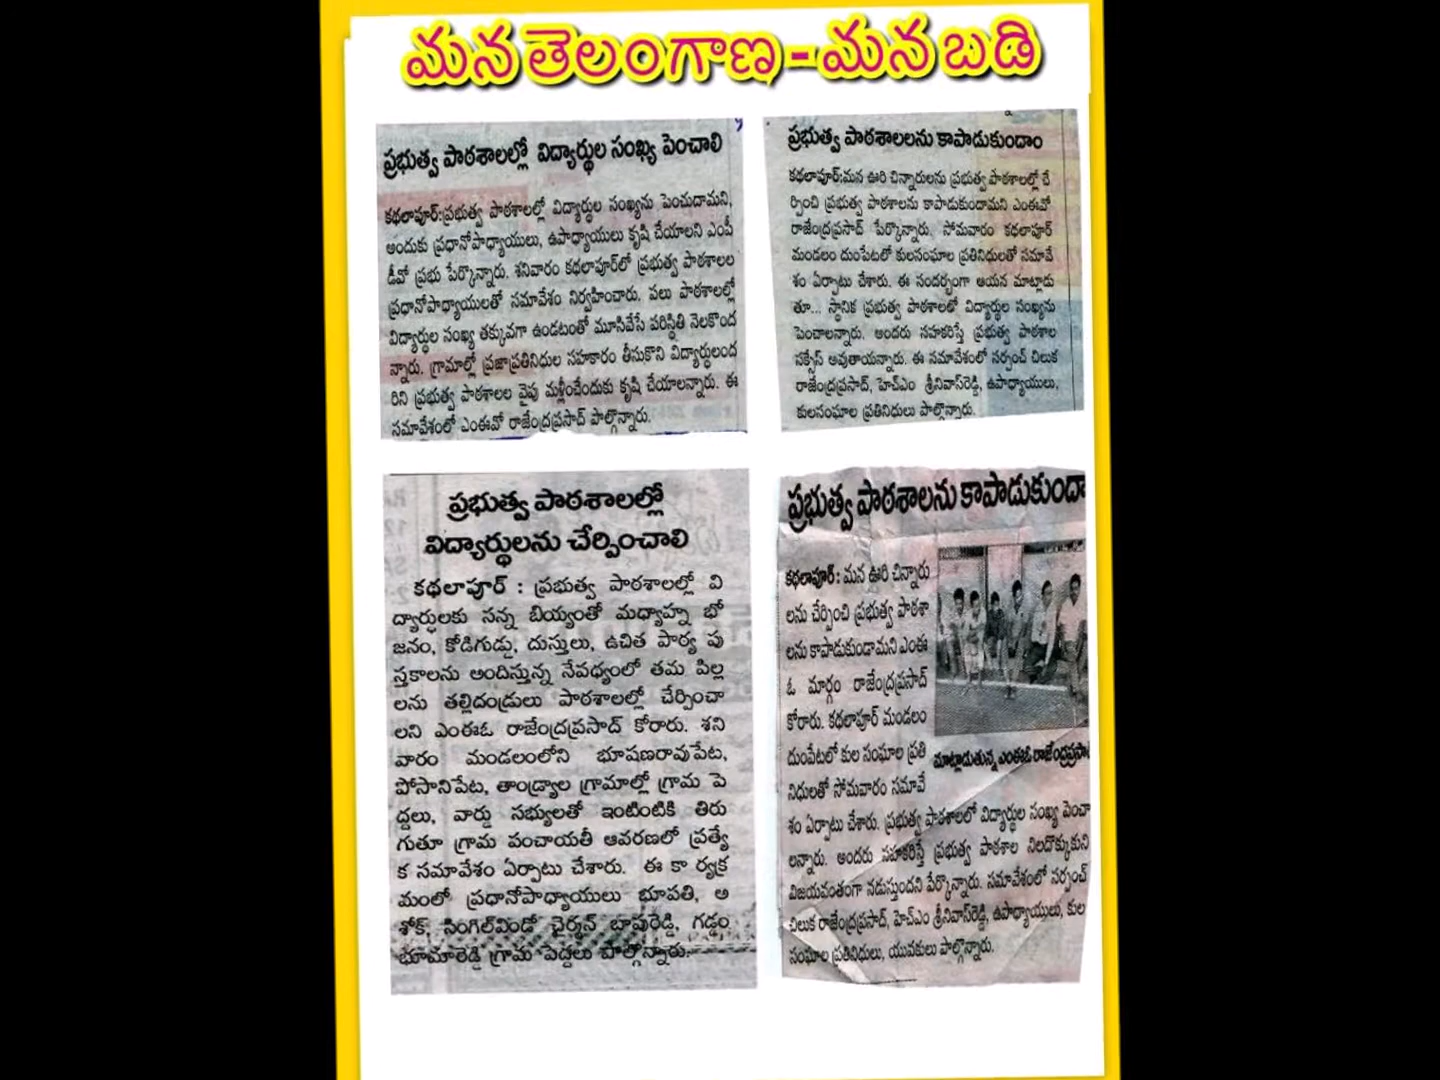 మన తెలంగాణ - మన బడి
ప్రభుత్వ పాఠశాలల్లో విద్యార్థుల సంఖ్య పెంచాలి
కథలాపూర్:ప్రభుత్వ పాఠశాలల్లో విద్యార్థుల సంఖ్యను పెంచుదామని,
అందుకు ప్రధానోపాధ్యాయులు, ఉపాధ్యాయులు కృషి చేయాలని ఎంపీ
డీవో ప్రభు పేర్కొన్నారు. శనివారం కథలాపూర్‌లో ప్రభుత్వ పాఠశాలల
ప్రధానోపాధ్యాయులతో సమావేశం నిర్వహించారు. పలు పాఠశాలల్లో
విద్యార్థుల సంఖ్య తక్కువగా ఉండటంతో మూసివేసే పరిస్థితి నెలకొంద
న్నారు. గ్రామాల్లో ప్రజాప్రతినిధుల సహకారం తీసుకొని విద్యార్థులంద
రిని ప్రభుత్వ పాఠశాలల వైపు మళ్లించేందుకు కృషి చేయాలన్నారు. ఈ
సమావేశంలో ఎంఈవో రాజేంద్రప్రసాద్ పాల్గొన్నారు.
ప్రభుత్వ పాఠశాలలను కాపాడుకుందాం
కథలాపూర్:మన ఊరి చిన్నారులను ప్రభుత్వ పాఠశాలల్లో చే
ర్పించి ప్రభుత్వ పాఠశాలను కాపాడుకుందామని ఎంఈవో
రాజేంద్రప్రసాద్ పేర్కొన్నారు. సోమవారం కథలాపూర్
మండలం దుంపేటలో కులసంఘాల ప్రతినిధులతో సమావే
శం ఏర్పాటు చేశారు. ఈ సందర్భంగా ఆయన మాట్లాడు
తూ... స్థానిక ప్రభుత్వ పాఠశాలలో విద్యార్థుల సంఖ్యను
పెంచాలన్నారు. అందరు సహకరిస్తే ప్రభుత్వ పాఠశాల
సక్సేస్ అవుతాయన్నారు. ఈ సమావేశంలో సర్పంచ్ చిలుక
రాజేంద్రప్రసాద్, హెచ్ఎం శ్రీనివాస్‌రెడ్డి, ఉపాధ్యాయులు,
కులసంఘాల ప్రతినిధులు పాల్గొన్నారు.
ప్రభుత్వ పాఠశాలల్లో
విద్యార్థులను చేర్పించాలి
కథలాపూర్ : ప్రభుత్వ పాఠశాలల్లో వి
ద్యార్థులకు సన్న బియ్యంతో మధ్యాహ్న భో
జనం, కోడిగుడ్డు, దుస్తులు, ఉచిత పాఠ్య పు
స్తకాలను అందిస్తున్న నేపథ్యంలో తమ పిల్ల
లను తల్లిదండ్రులు పాఠశాలల్లో చేర్పించా
లని ఎంఈఓ రాజేంద్రప్రసాద్ కోరారు. శని
వారం మండలంలోని భూషణరావుపేట,
పోసానిపేట, తాండ్ర్యాల గ్రామాల్లో గ్రామ పె
ద్దలు, వార్డు సభ్యులతో ఇంటింటికి తిరు
గుతూ గ్రామ పంచాయతీ ఆవరణలో ప్రత్యే
క సమావేశం ఏర్పాటు చేశారు. ఈ కా ర్యక్ర
మంలో ప్రధానోపాధ్యాయులు భూపతి, అ
శోక్, సింగిల్‌విండో చైర్మన్ బాపురెడ్డి, గడ్డం
భూమారెడ్డి గ్రామ పెద్దలు పాల్గొన్నారు.
ప్రభుత్వ పాఠశాలను కాపాడుకుందా
కథలాపూర్ : మన ఊరి చిన్నారు
లను చేర్పించి ప్రభుత్వ పాఠశా
లను కాపాడుకుందామని ఎంఈ
ఓ మార్గం రాజేంద్రప్రసాద్
కోరారు. కథలాపూర్ మండలం
దుంపేటలో కుల సంఘాల ప్రతి
నిధులతో సోమవారం సమావే
మాట్లాడుతున్న ఎంఈఓ రాజేంద్రప్రసా
శం ఏర్పాటు చేశారు. ప్రభుత్వ పాఠశాలలో విద్యార్థుల సంఖ్య పెంచా
లన్నారు. అందరు సహకరిస్తే ప్రభుత్వ పాఠశాల నిలదొక్కుకుని
విజయవంతంగా నడుస్తుందని పేర్కొన్నారు. సమావేశంలో సర్పంచ్
చిలుక రాజేంద్రప్రసాద్, హెచ్ఎం శ్రీనివాస్‌రెడ్డి, ఉపాధ్యాయులు, కుల
సంఘాల ప్రతినిధులు, యువకులు పాల్గొన్నారు.